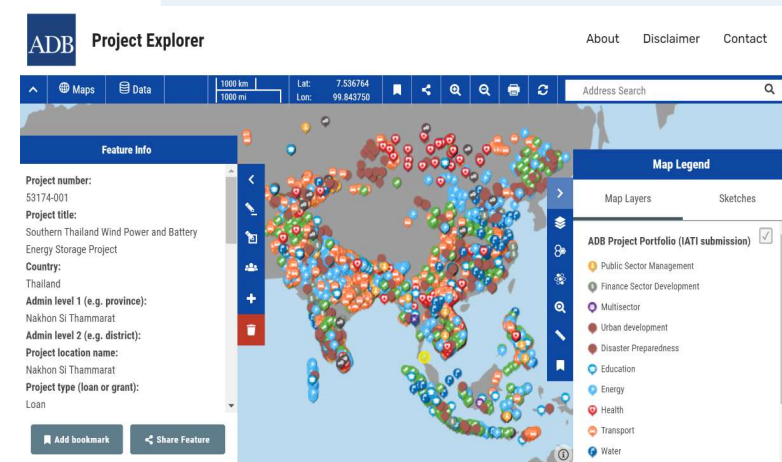 ADB
Project Explorer
About Disclaimer Contact
Maps Data
1000 km
1000 mi
Lat: 7.536764
Lon: 99.843750
Address Search
Feature Info
Project number:
53174-001
Project title:
Southern Thailand Wind Power and Battery
Energy Storage Project
Country:
Thailand
Admin level 1 (e.g. province):
Nakhon Si Thammarat
Admin level 2 (e.g. district):
Project location name:
Nakhon Si Thammarat
Project type (loan or grant):
Loan
Add bookmark Share Feature
Map Legend
Map Layers Sketches
ADB Project Portfolio (IATI submission)
Public Sector Management
Finance Sector Development
Multisector
Urban development
Disaster Preparedness
Education
Energy
Health
Transport
Water